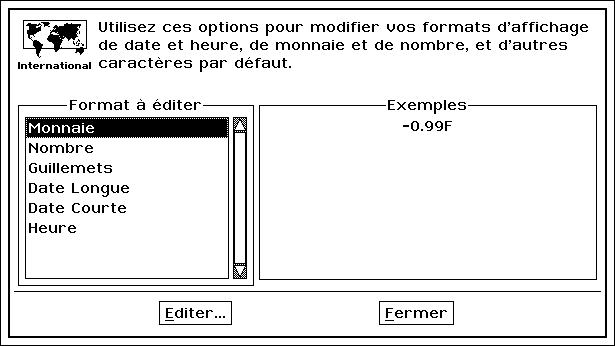 Utilisez ces options pour modifier vos formats d'affichage
de date et heure, de monnaie et de nombre, et d'autres
caractères par défaut.
International
Format à éditer
Monnaie
Nombre
Guillemets
Date Longue
Date Courte
Heure
Exemples
-0.99F
Editer...
Fermer